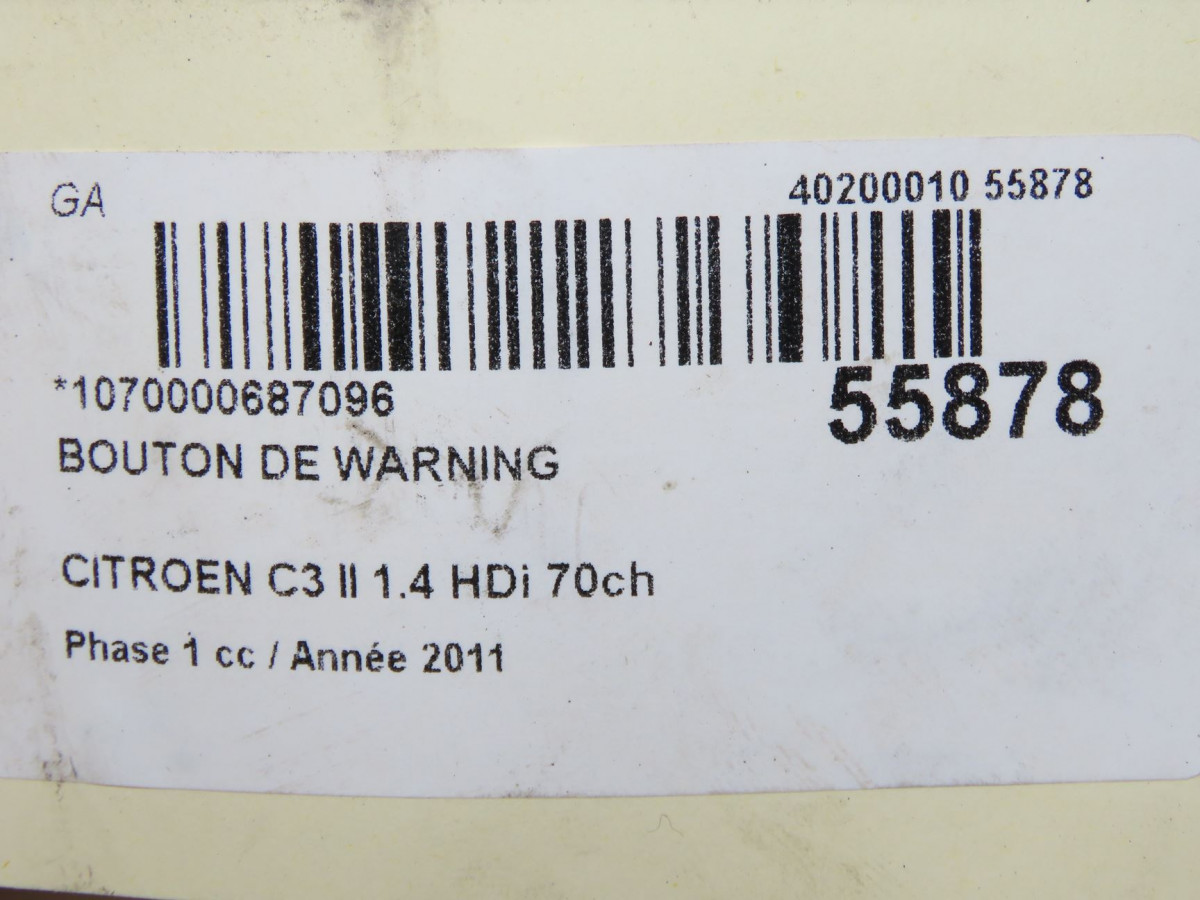 GA
40200010 55878
*1070000687096
55878
BOUTON DE WARNING
CITROEN C3 II 1.4 HDi 70ch
Phase 1 cc / Année 2011